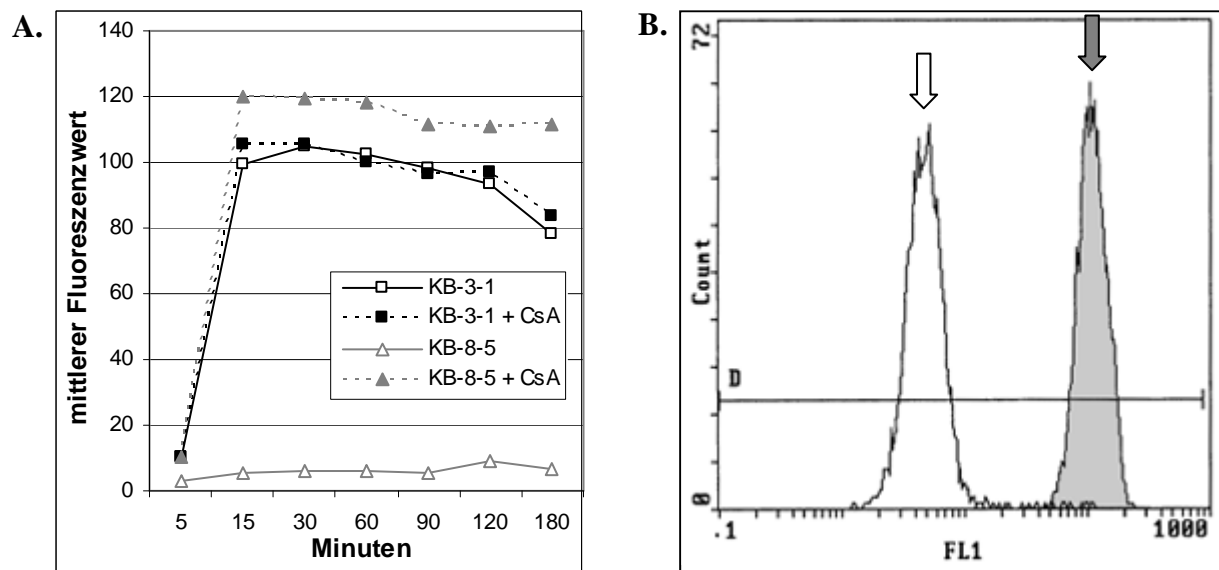 A.
mittlerer Fluoreszenzwert
140
120
100
80
60
40
20
0
5 15 30 60 90 120 180
Minuten
KB-3-1
KB-3-1 + CsA
KB-8-5
KB-8-5 + CsA
B.
72
Count
0
D
.1 1000
FL1